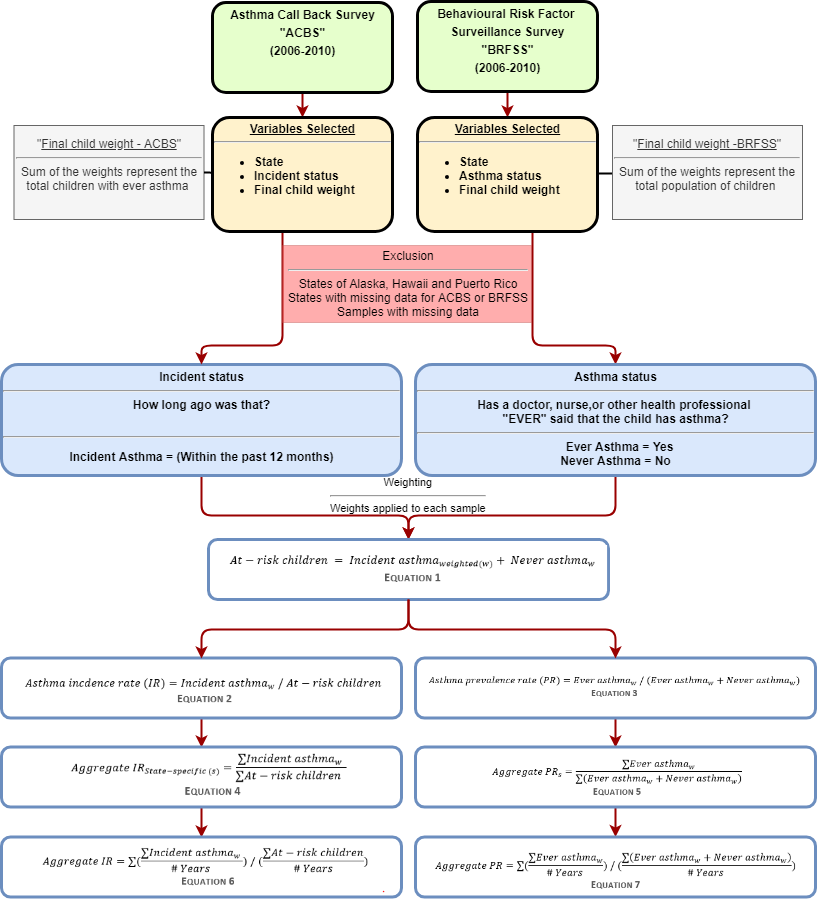 Asthma Call Back Survey
"ACBS"
(2006-2010)
Behavioural Risk Factor
Surveillance Survey
"BRFSS"
(2006-2010)
"Final child weight - ACBS"
Sum of the weights represent the
total children with ever asthma
Variables Selected
• State
• Incident status
• Final child weight
Variables Selected
• State
• Asthma status
• Final child weight
"Final child weight -BRFSS"
Sum of the weights represent the
total population of children
Exclusion
States of Alaska, Hawaii and Puerto Rico
States with missing data for ACBS or BRFSS
Samples with missing data
Incident status
How long ago was that?
Incident Asthma = (Within the past 12 months)
Asthma status
Has a doctor, nurse,or other health professional
"EVER" said that the child has asthma?
Ever Asthma = Yes
Never Asthma = No
Weighting
Weights applied to each sample
At − risk children = Incident asthma_weighted(w) + Never asthma_w
EQUATION 1
Asthma incdence rate (IR) = Incident asthma_w / At − risk children
EQUATION 2
Asthma prevalence rate (PR) = Ever asthma_w / (Ever asthma_w + Never asthma_w)
EQUATION 3
Aggregate IR_State−specific (s) = ∑Incident asthma_w / ∑At − risk children
EQUATION 4
Aggregate PR_s = ∑Ever asthma_w / ∑(Ever asthma_w + Never asthma_w)
EQUATION 5
Aggregate IR = ∑(∑Incident asthma_w / # Years) / (∑At − risk children / # Years)
EQUATION 6
Aggregate PR = ∑(∑Ever asthma_w / # Years) / (∑(Ever asthma_w + Never asthma_w) / # Years)
EQUATION 7